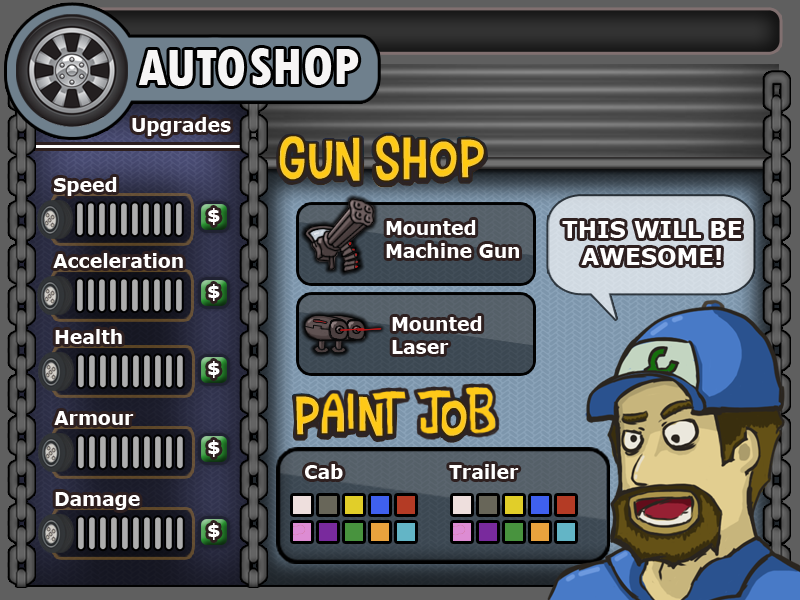 AUTOSHOP
Upgrades
Speed
$
Acceleration
$
Health
$
Armour
$
Damage
$
GUN SHOP
Mounted
Machine Gun
Mounted
Laser
PAINT JOB
Cab
Trailer
THIS WILL BE
AWESOME!
C